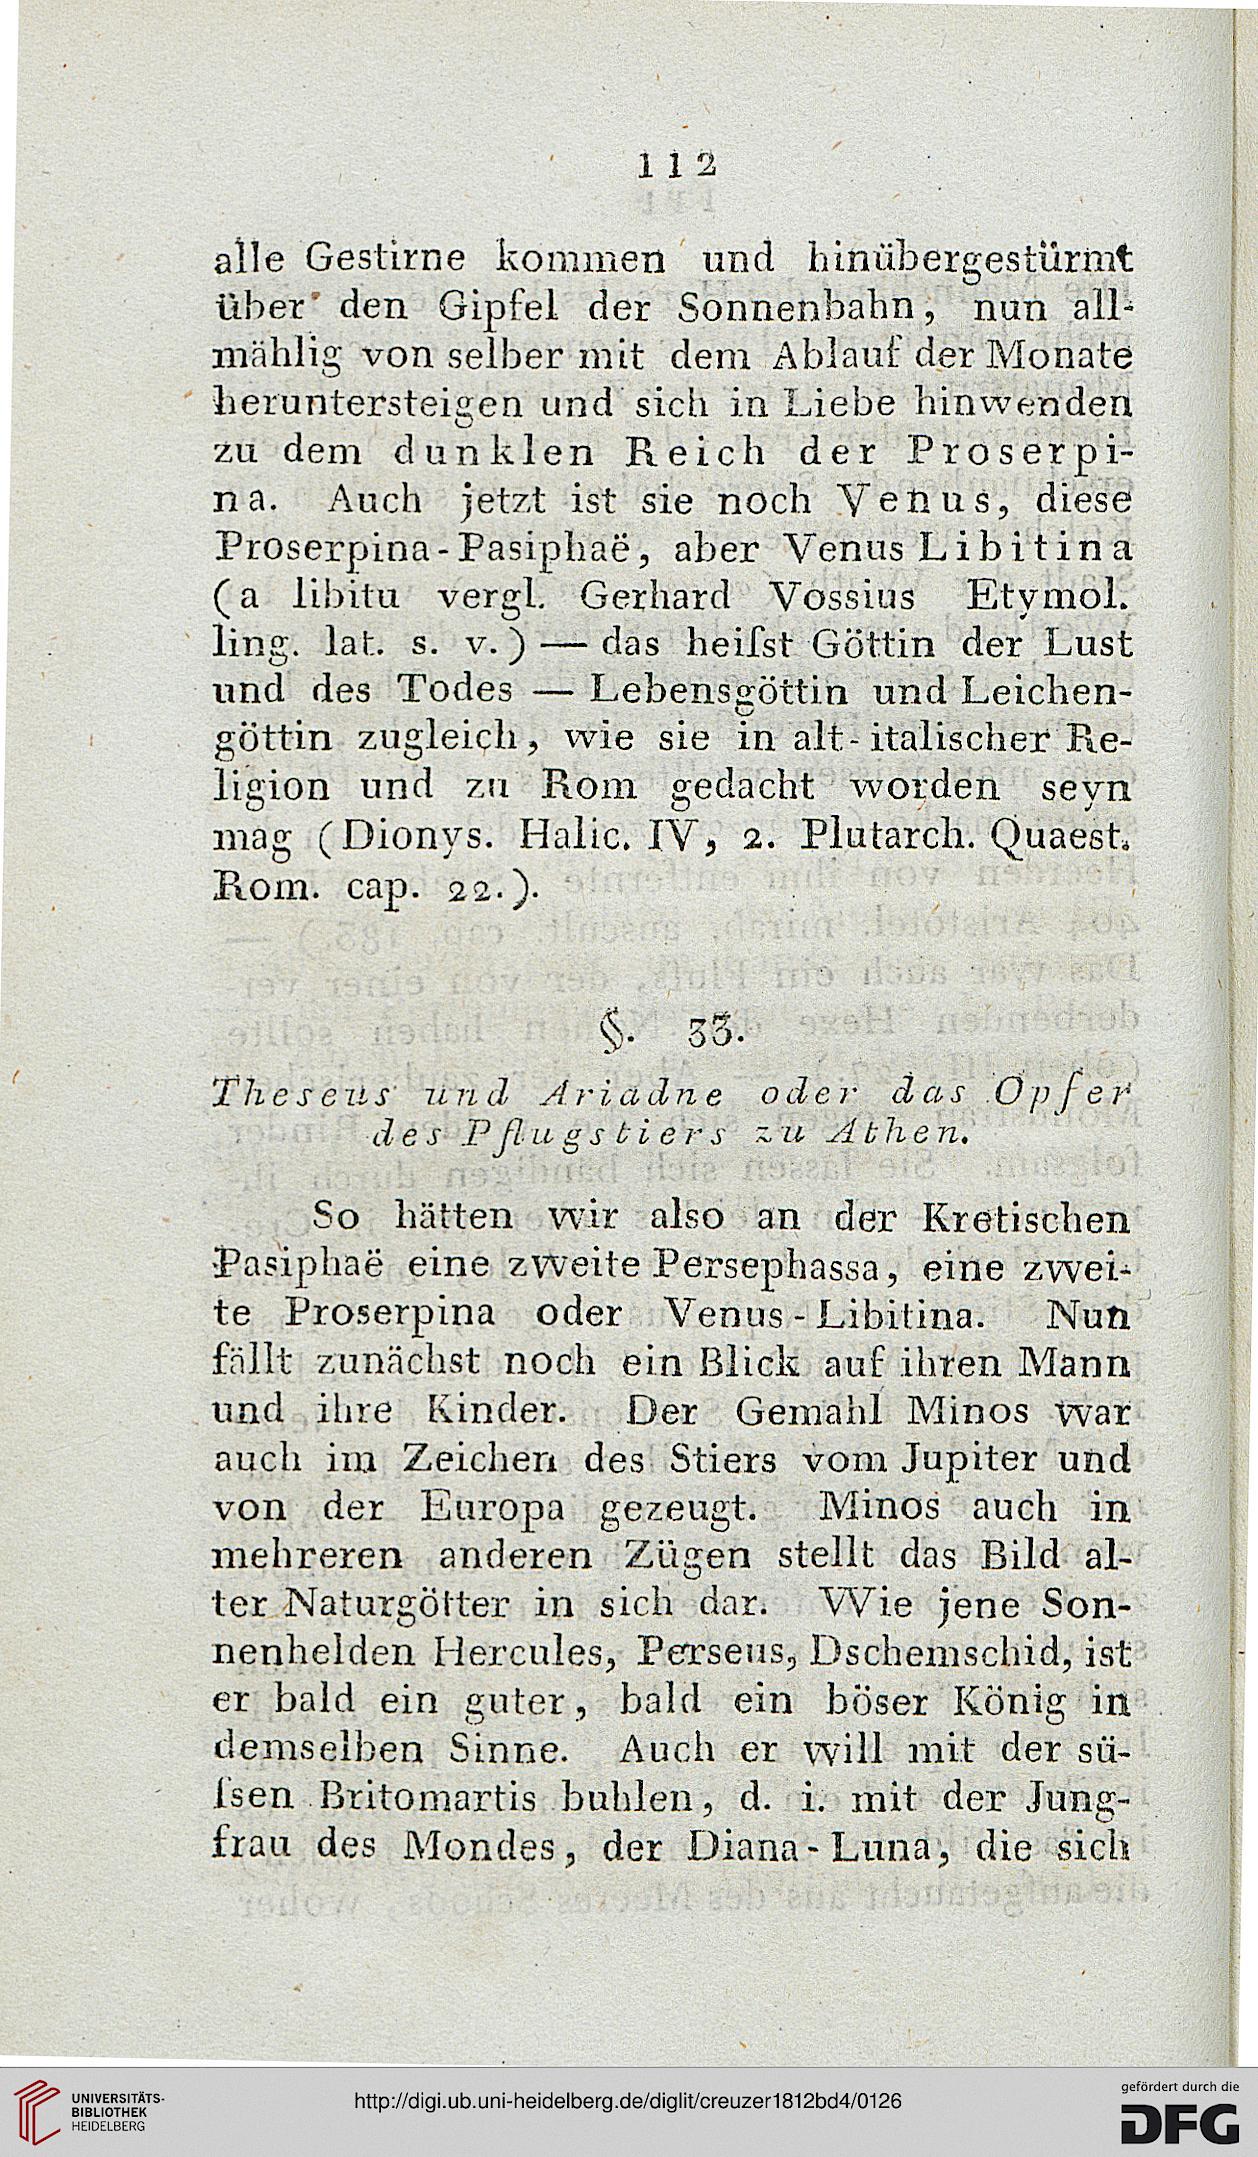 112
alle Gestirne kommen und hinübergestürmt
über den Gipfel der Sonnenbahn, nun all-
mählig von selber mit dem Ablauf der Monate
heruntersteigen und sich in Liebe hinwenden
zu dem dunklen Reich der Proserpi-
na. Auch jetzt ist sie noch Venus, diese
Proserpina-Pasiphaë, aber Venus Libitina
(a libitu vergl. Gerhard Vossius Etymol.
ling. lat. s. v.) — das heiſst Göttin der Lust
und des Todes — Lebensgöttin und Leichen-
göttin zugleich, wie sie in alt-italischer Re-
ligion und zu Rom gedacht worden seyn
mag (Dionys. Halic. IV, 2. Plutarch. Quaest.
Rom. cap. 22.).
§. 33.
Theseus und Ariadne oder das Opfer
des Pflugstiers zu Athen.
So hätten wir also an der Kretischen
Pasiphaë eine zweite Persephassa, eine zwei-
te Proserpina oder Venus-Libitina. Nun
fällt zunächst noch ein Blick auf ihren Mann
und ihre Kinder. Der Gemahl Minos war
auch im Zeichen des Stiers vom Jupiter und
von der Europa gezeugt. Minos auch in
mehreren anderen Zügen stellt das Bild al-
ter Naturgötter in sich dar. Wie jene Son-
nenhelden Hercules, Perseus, Dschemschid, ist
er bald ein guter, bald ein böser König in
demselben Sinne. Auch er will mit der sü-
ſsen Britomartis buhlen, d. i. mit der Jung-
frau des Mondes, der Diana-Luna, die sich
UNIVERSITÄTS-
BIBLIOTHEK
HEIDELBERG
http://digi.ub.uni-heidelberg.de/diglit/creuzer1812bd4/0126
gefördert durch die
DFG